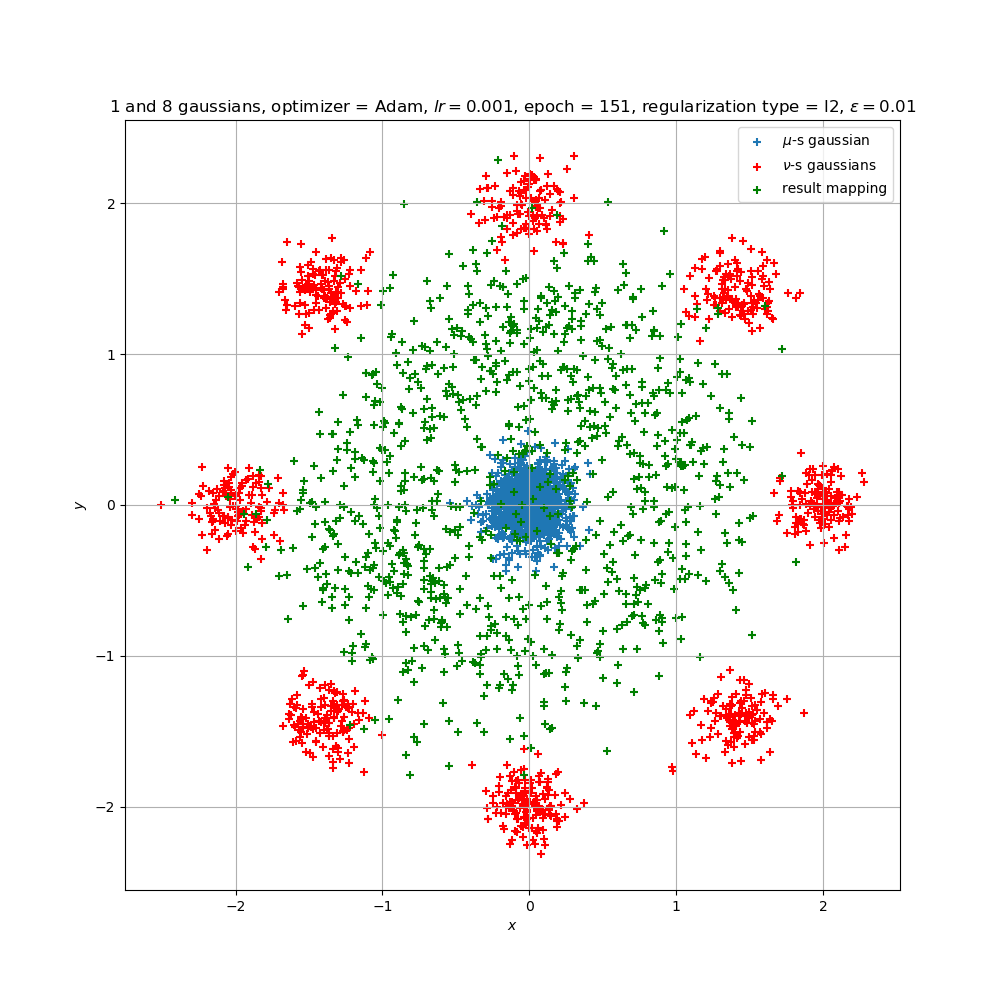 1 and 8 gaussians, optimizer = Adam, lr = 0.001, epoch = 151, regularization type = l2, ε = 0.01
μ-s gaussian
ν-s gaussians
result mapping
2
1
0
−1
−2
y
−2 −1 0 1 2
x